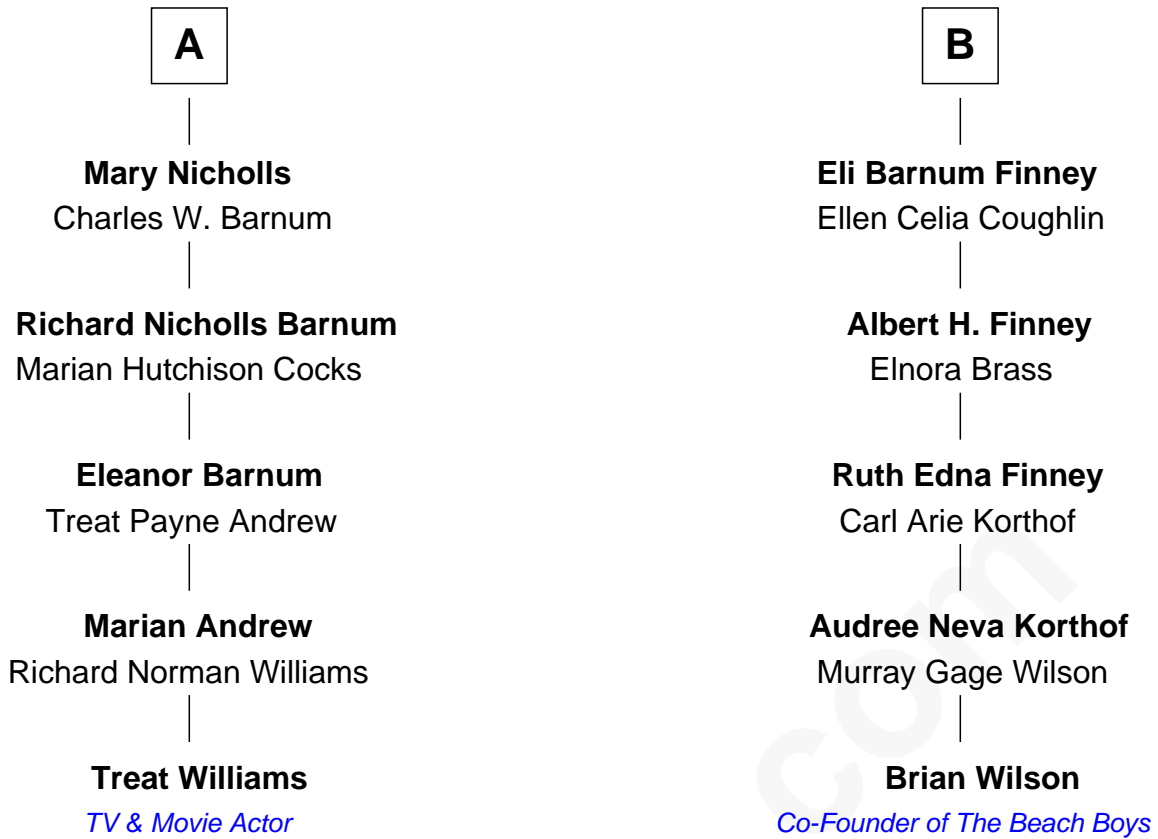 A
Mary Nicholls
Charles W. Barnum
Richard Nicholls Barnum
Marian Hutchison Cocks
Eleanor Barnum
Treat Payne Andrew
Marian Andrew
Richard Norman Williams
Treat Williams
TV & Movie Actor
B
Eli Barnum Finney
Ellen Celia Coughlin
Albert H. Finney
Elnora Brass
Ruth Edna Finney
Carl Arie Korthof
Audree Neva Korthof
Murray Gage Wilson
Brian Wilson
Co-Founder of The Beach Boys
com